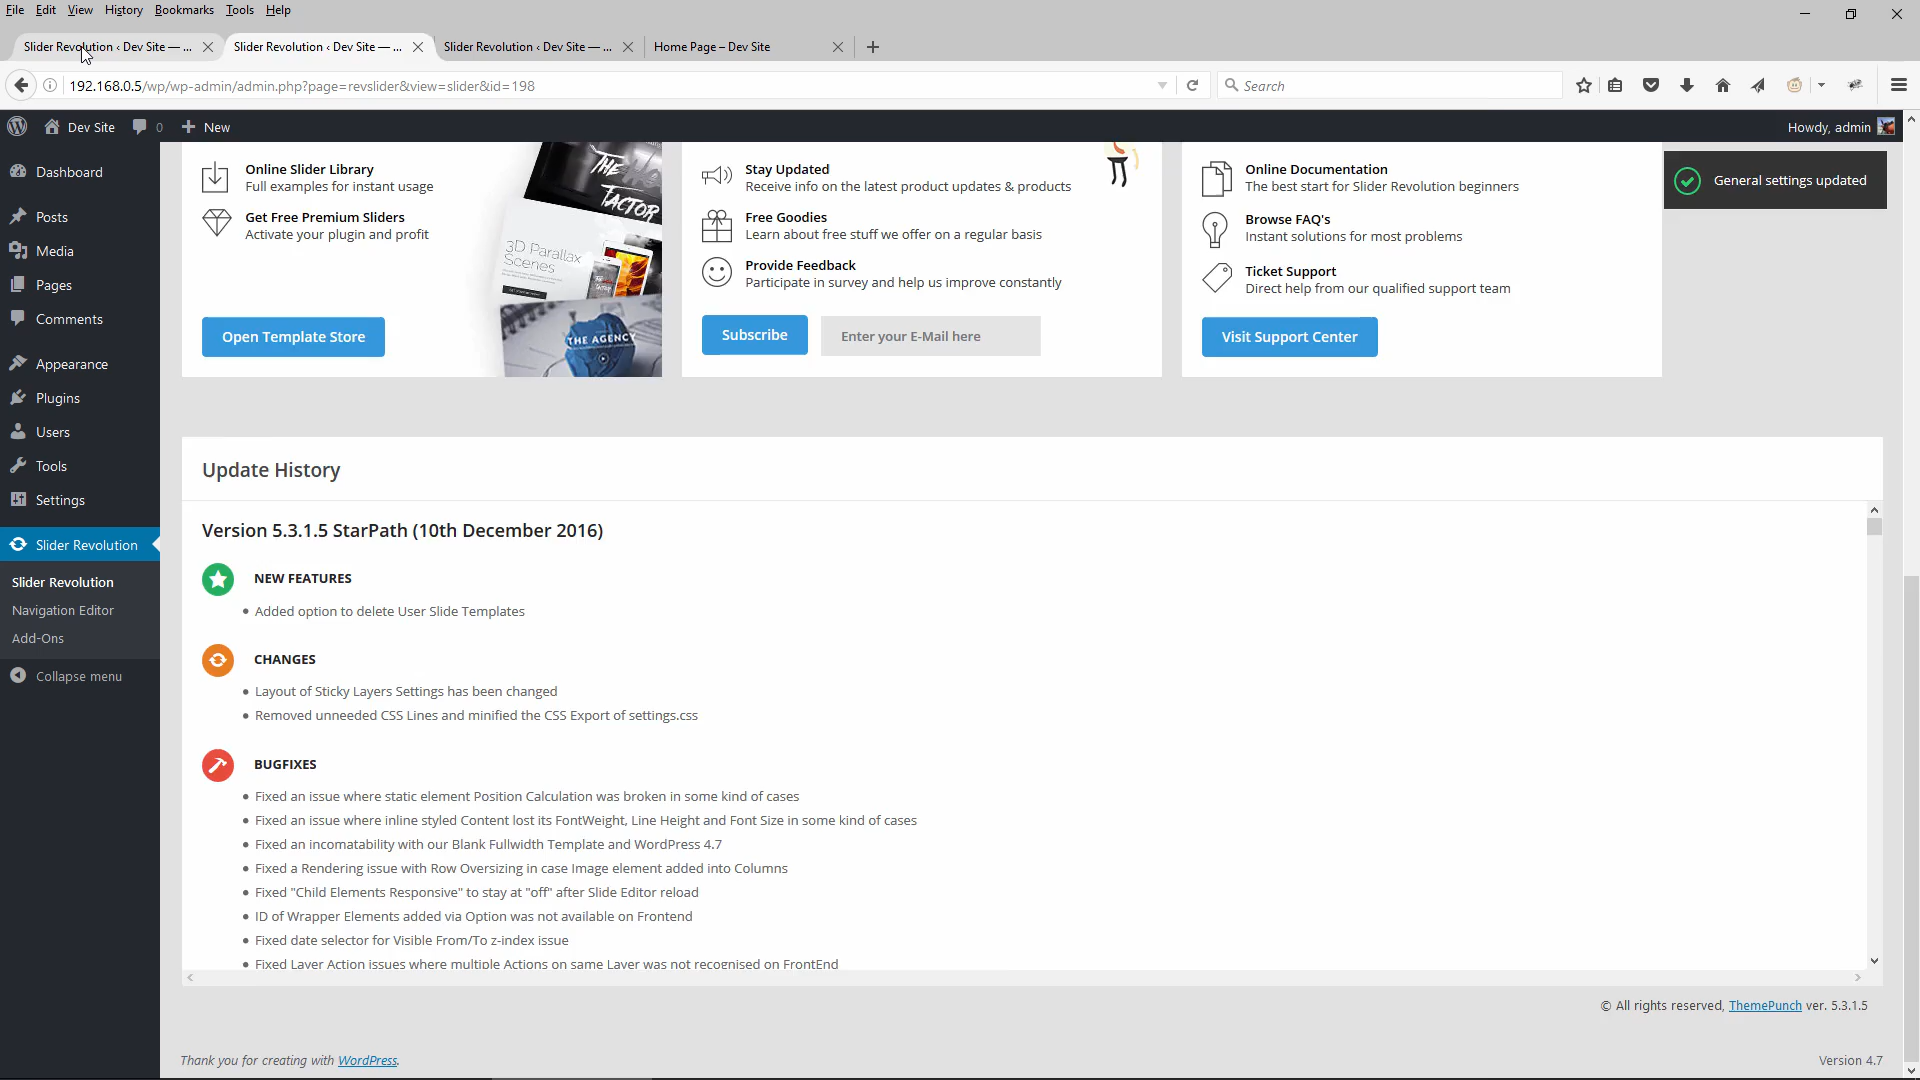 File Edit View History Bookmarks Tools Help
Slider Revolution ‹ Dev Site — ... Slider Revolution ‹ Dev Site — ... Slider Revolution ‹ Dev Site — ... Home Page – Dev Site
192.168.0.5/wp/wp-admin/admin.php?page=revslider&view=slider&id=198 Search
Dev Site 0 New Howdy, admin
Dashboard
Posts
Media
Pages
Comments
Appearance
Plugins
Users
Tools
Settings
Slider Revolution
Slider Revolution
Navigation Editor
Add-Ons
Collapse menu
Online Slider Library
Full examples for instant usage
Get Free Premium Sliders
Activate your plugin and profit
Open Template Store
THE
FACTOR
3D Parallax
Scenes
THE AGENCY
Stay Updated
Receive info on the latest product updates & products
Free Goodies
Learn about free stuff we offer on a regular basis
Provide Feedback
Participate in survey and help us improve constantly
Subscribe Enter your E-Mail here
Online Documentation
The best start for Slider Revolution beginners
Browse FAQ's
Instant solutions for most problems
Ticket Support
Direct help from our qualified support team
Visit Support Center
General settings updated
Update History
Version 5.3.1.5 StarPath (10th December 2016)
NEW FEATURES
• Added option to delete User Slide Templates
CHANGES
• Layout of Sticky Layers Settings has been changed
• Removed unneeded CSS Lines and minified the CSS Export of settings.css
BUGFIXES
• Fixed an issue where static element Position Calculation was broken in some kind of cases
• Fixed an issue where inline styled Content lost its FontWeight, Line Height and Font Size in some kind of cases
• Fixed an incomatability with our Blank Fullwidth Template and WordPress 4.7
• Fixed a Rendering issue with Row Oversizing in case Image element added into Columns
• Fixed "Child Elements Responsive" to stay at "off" after Slide Editor reload
• ID of Wrapper Elements added via Option was not available on Frontend
• Fixed date selector for Visible From/To z-index issue
• Fixed Layer Action issues where multiple Actions on same Layer was not recognised on FrontEnd
© All rights reserved, ThemePunch ver. 5.3.1.5
Thank you for creating with WordPress. Version 4.7